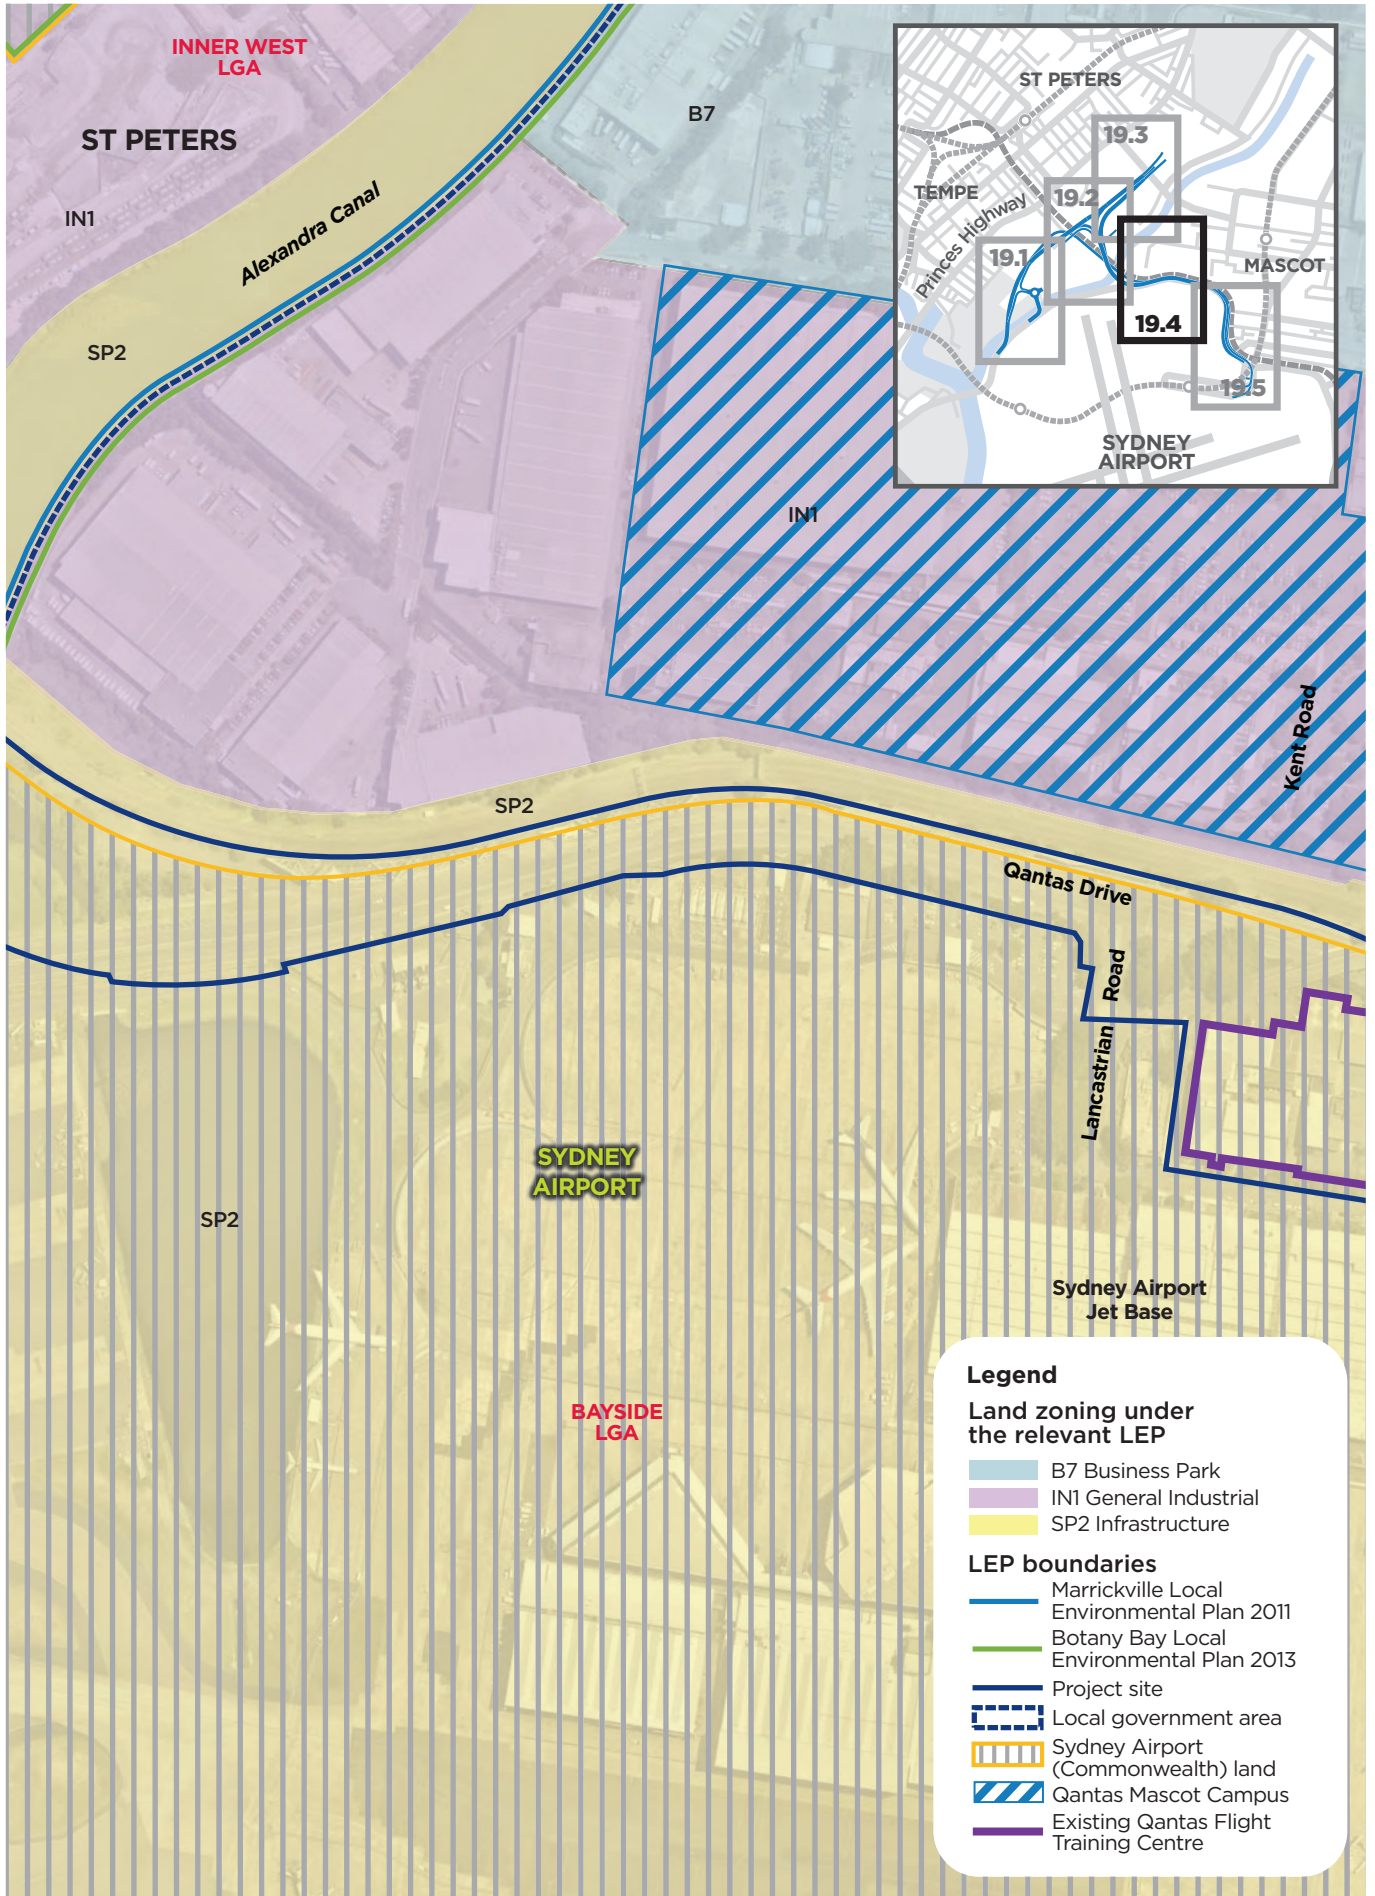 INNER WEST
LGA
ST PETERS
IN1
Alexandra Canal
SP2
B7
ST PETERS
19.3
TEMPE
19.2
Princes Highway
19.1
MASCOT
19.4
19.5
SYDNEY
AIRPORT
IN1
Kent Road
SP2
Qantas Drive
Lancastrian Road
SYDNEY
AIRPORT
SP2
Sydney Airport
Jet Base
BAYSIDE
LGA
Legend
Land zoning under
the relevant LEP
B7 Business Park
IN1 General Industrial
SP2 Infrastructure
LEP boundaries
Marrickville Local
Environmental Plan 2011
Botany Bay Local
Environmental Plan 2013
Project site
Local government area
Sydney Airport
(Commonwealth) land
Qantas Mascot Campus
Existing Qantas Flight
Training Centre